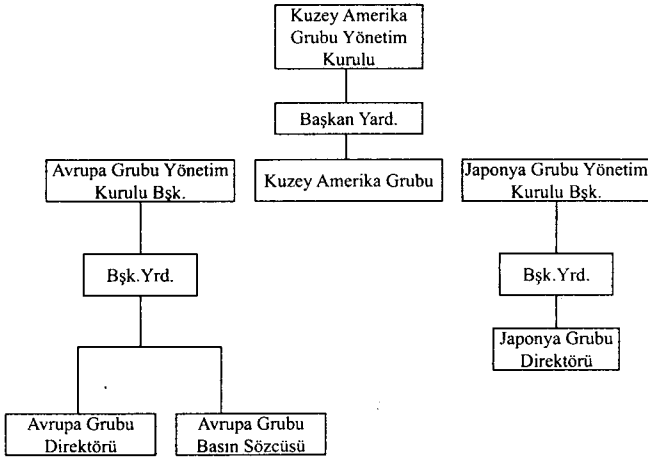 Kuzey Amerika
Grubu Yönetim
Kurulu
Başkan Yard.
Avrupa Grubu Yönetim
Kurulu Bşk.
Kuzey Amerika Grubu
Japonya Grubu Yönetim
Kurulu Bşk.
Bşk.Yrd.
Bşk.Yrd.
Japonya Grubu
Direktörü
Avrupa Grubu
Direktörü
Avrupa Grubu
Basın Sözcüsü